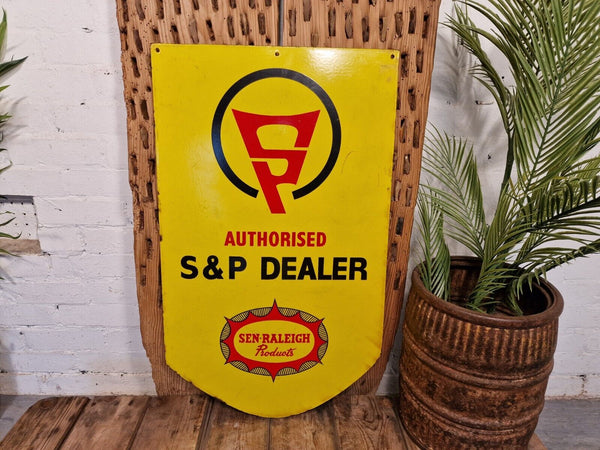 SP
AUTHORISED
S & P DEALER
SEN-RALEIGH
Products